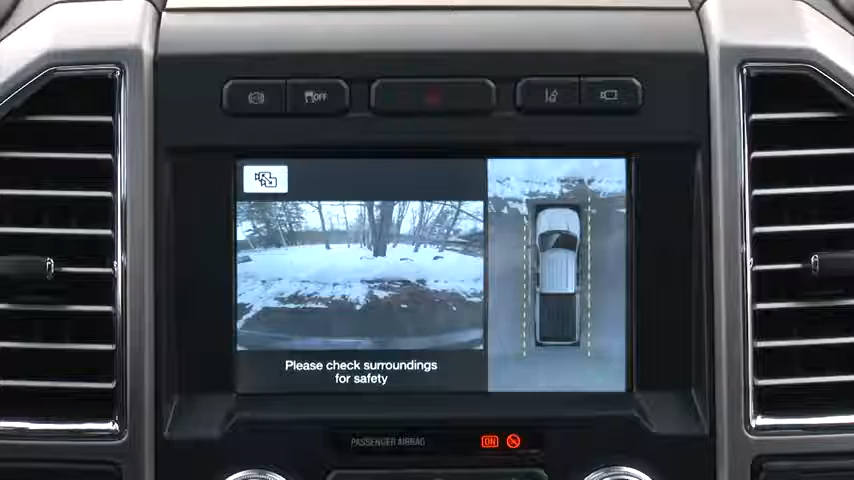 OFF
Please check surroundings
for safety
PASSENGER AIRBAG
ON